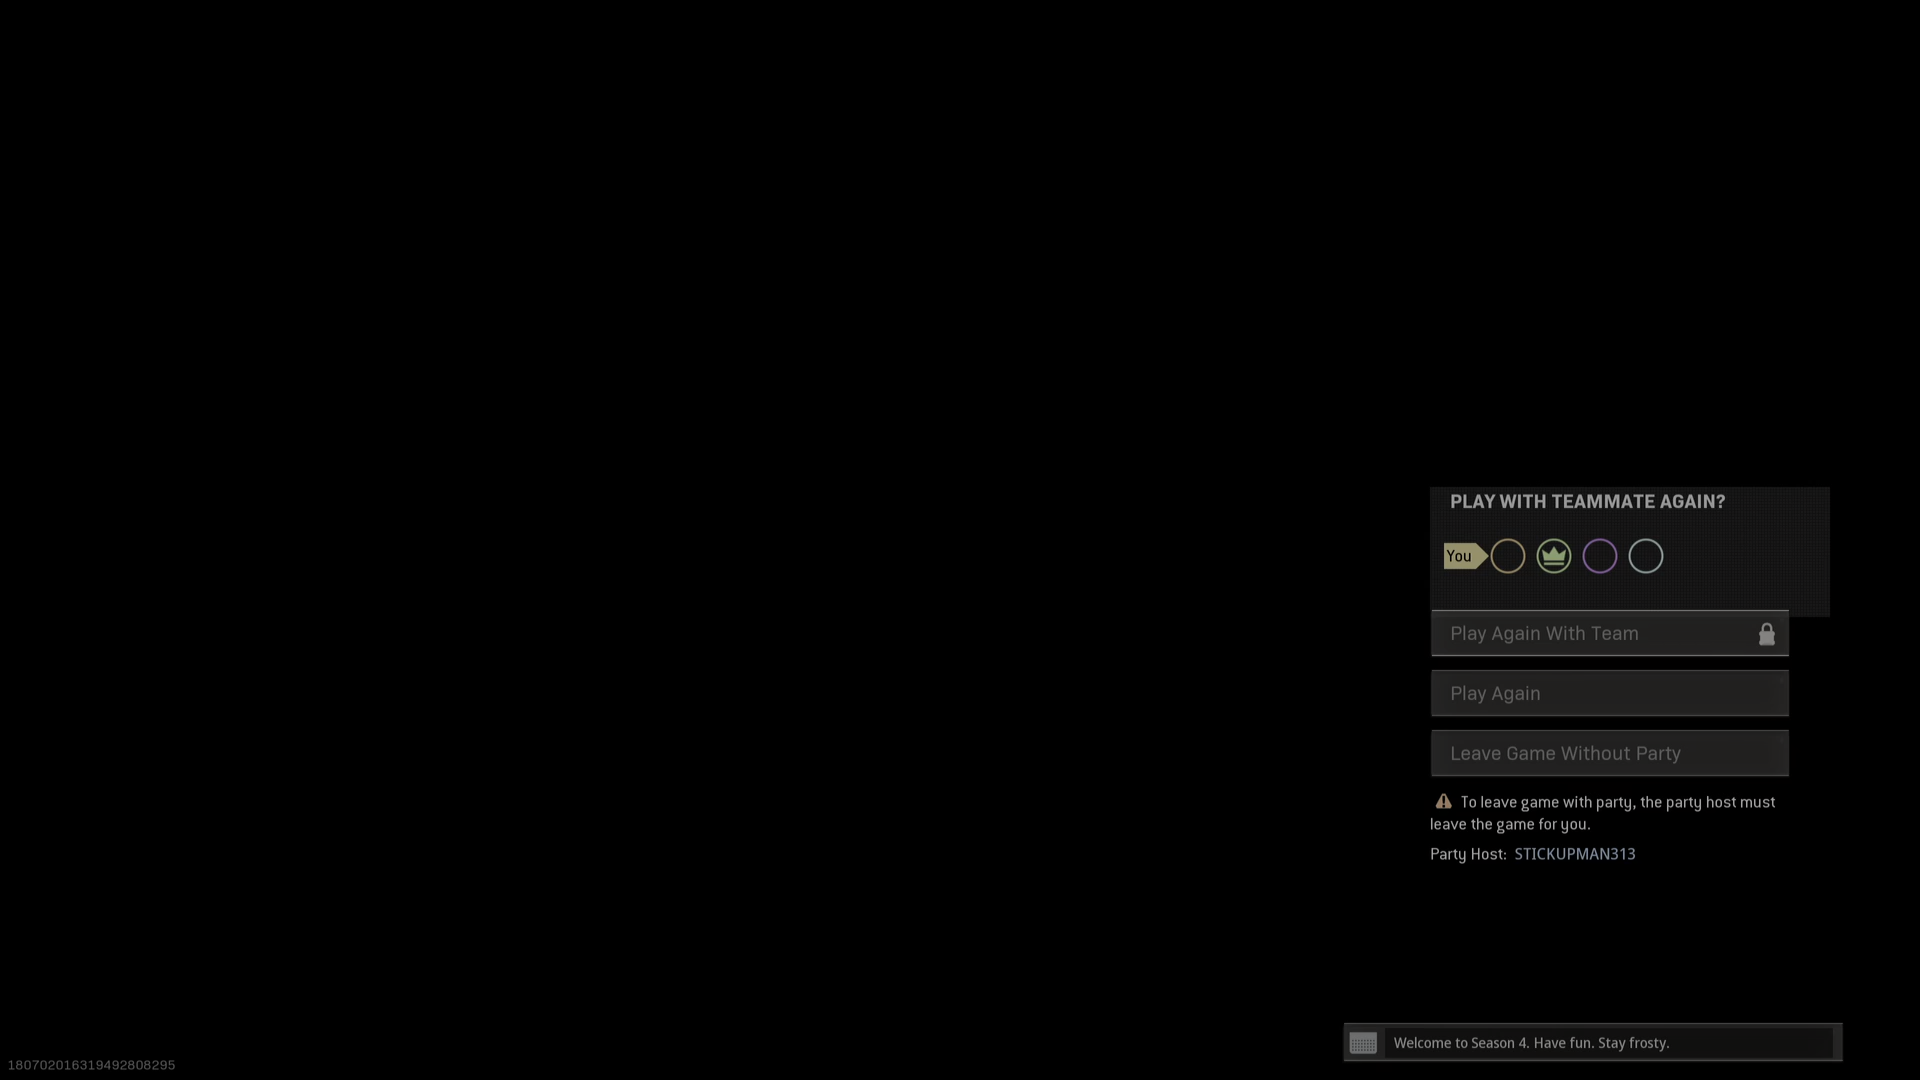 PLAY WITH TEAMMATE AGAIN?
You
Play Again With Team
Play Again
Leave Game Without Party
To leave game with party, the party host must
leave the game for you.
Party Host: STICKUPMAN313
Welcome to Season 4. Have fun. Stay frosty.
180702016319492808295